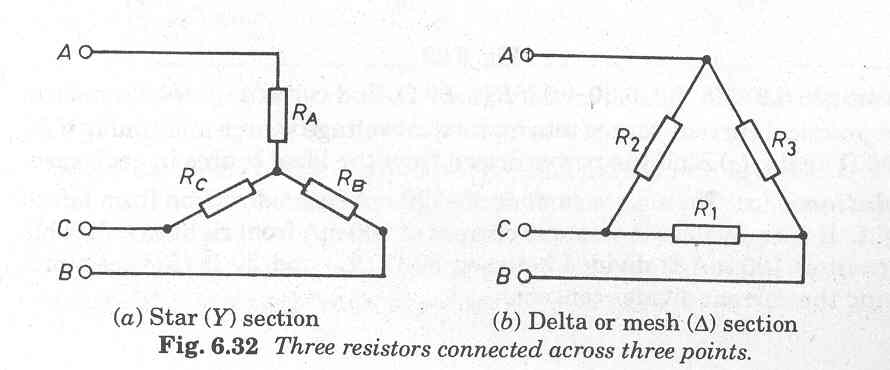 A
R_A
R_C
R_B
C
B
A
R_2
R_3
R_1
C
B
(a) Star (Y) section
(b) Delta or mesh (Δ) section
Fig. 6.32 Three resistors connected across three points.